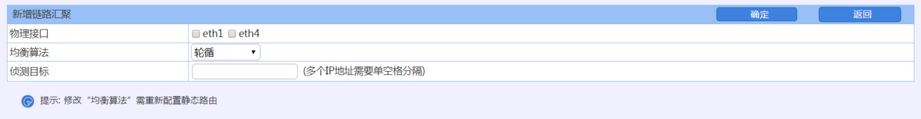 新增链路汇聚 确定 返回
物理接口 eth1 eth4
均衡算法 轮循
侦测目标 (多个IP地址需要单空格分隔)
提示: 修改“均衡算法”需重新配置静态路由